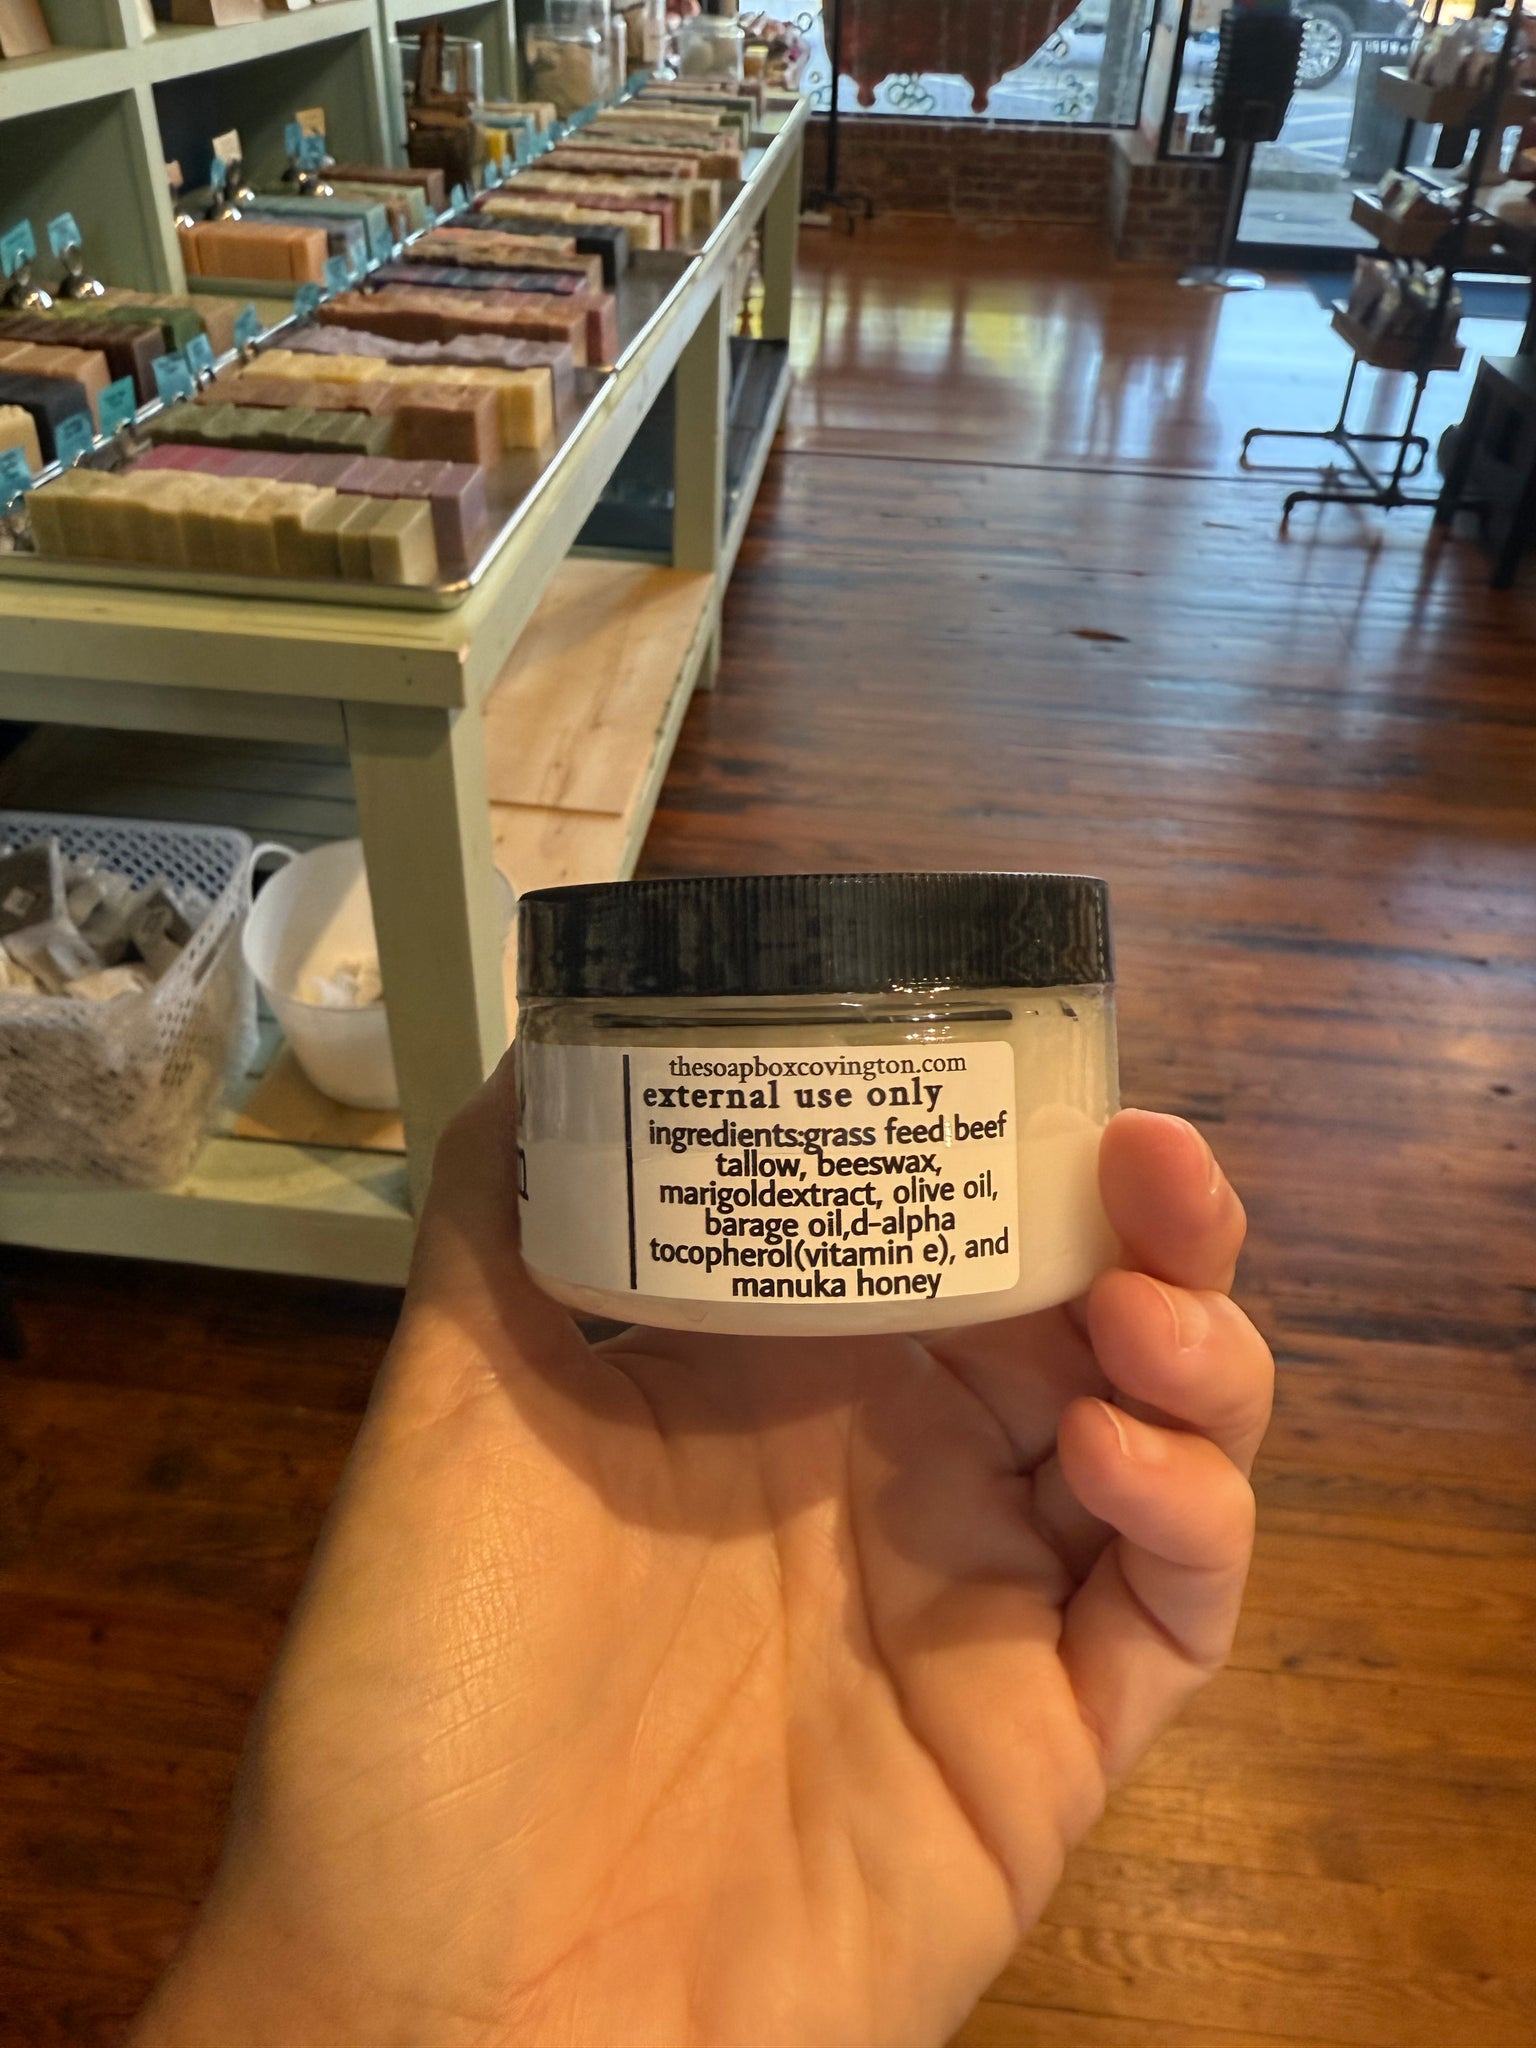 thesoapboxcovington.com
external use only
ingredients:grass feed beef
tallow, beeswax,
marigoldextract, olive oil,
barage oil,d-alpha
tocopherol(vitamin e), and
manuka honey